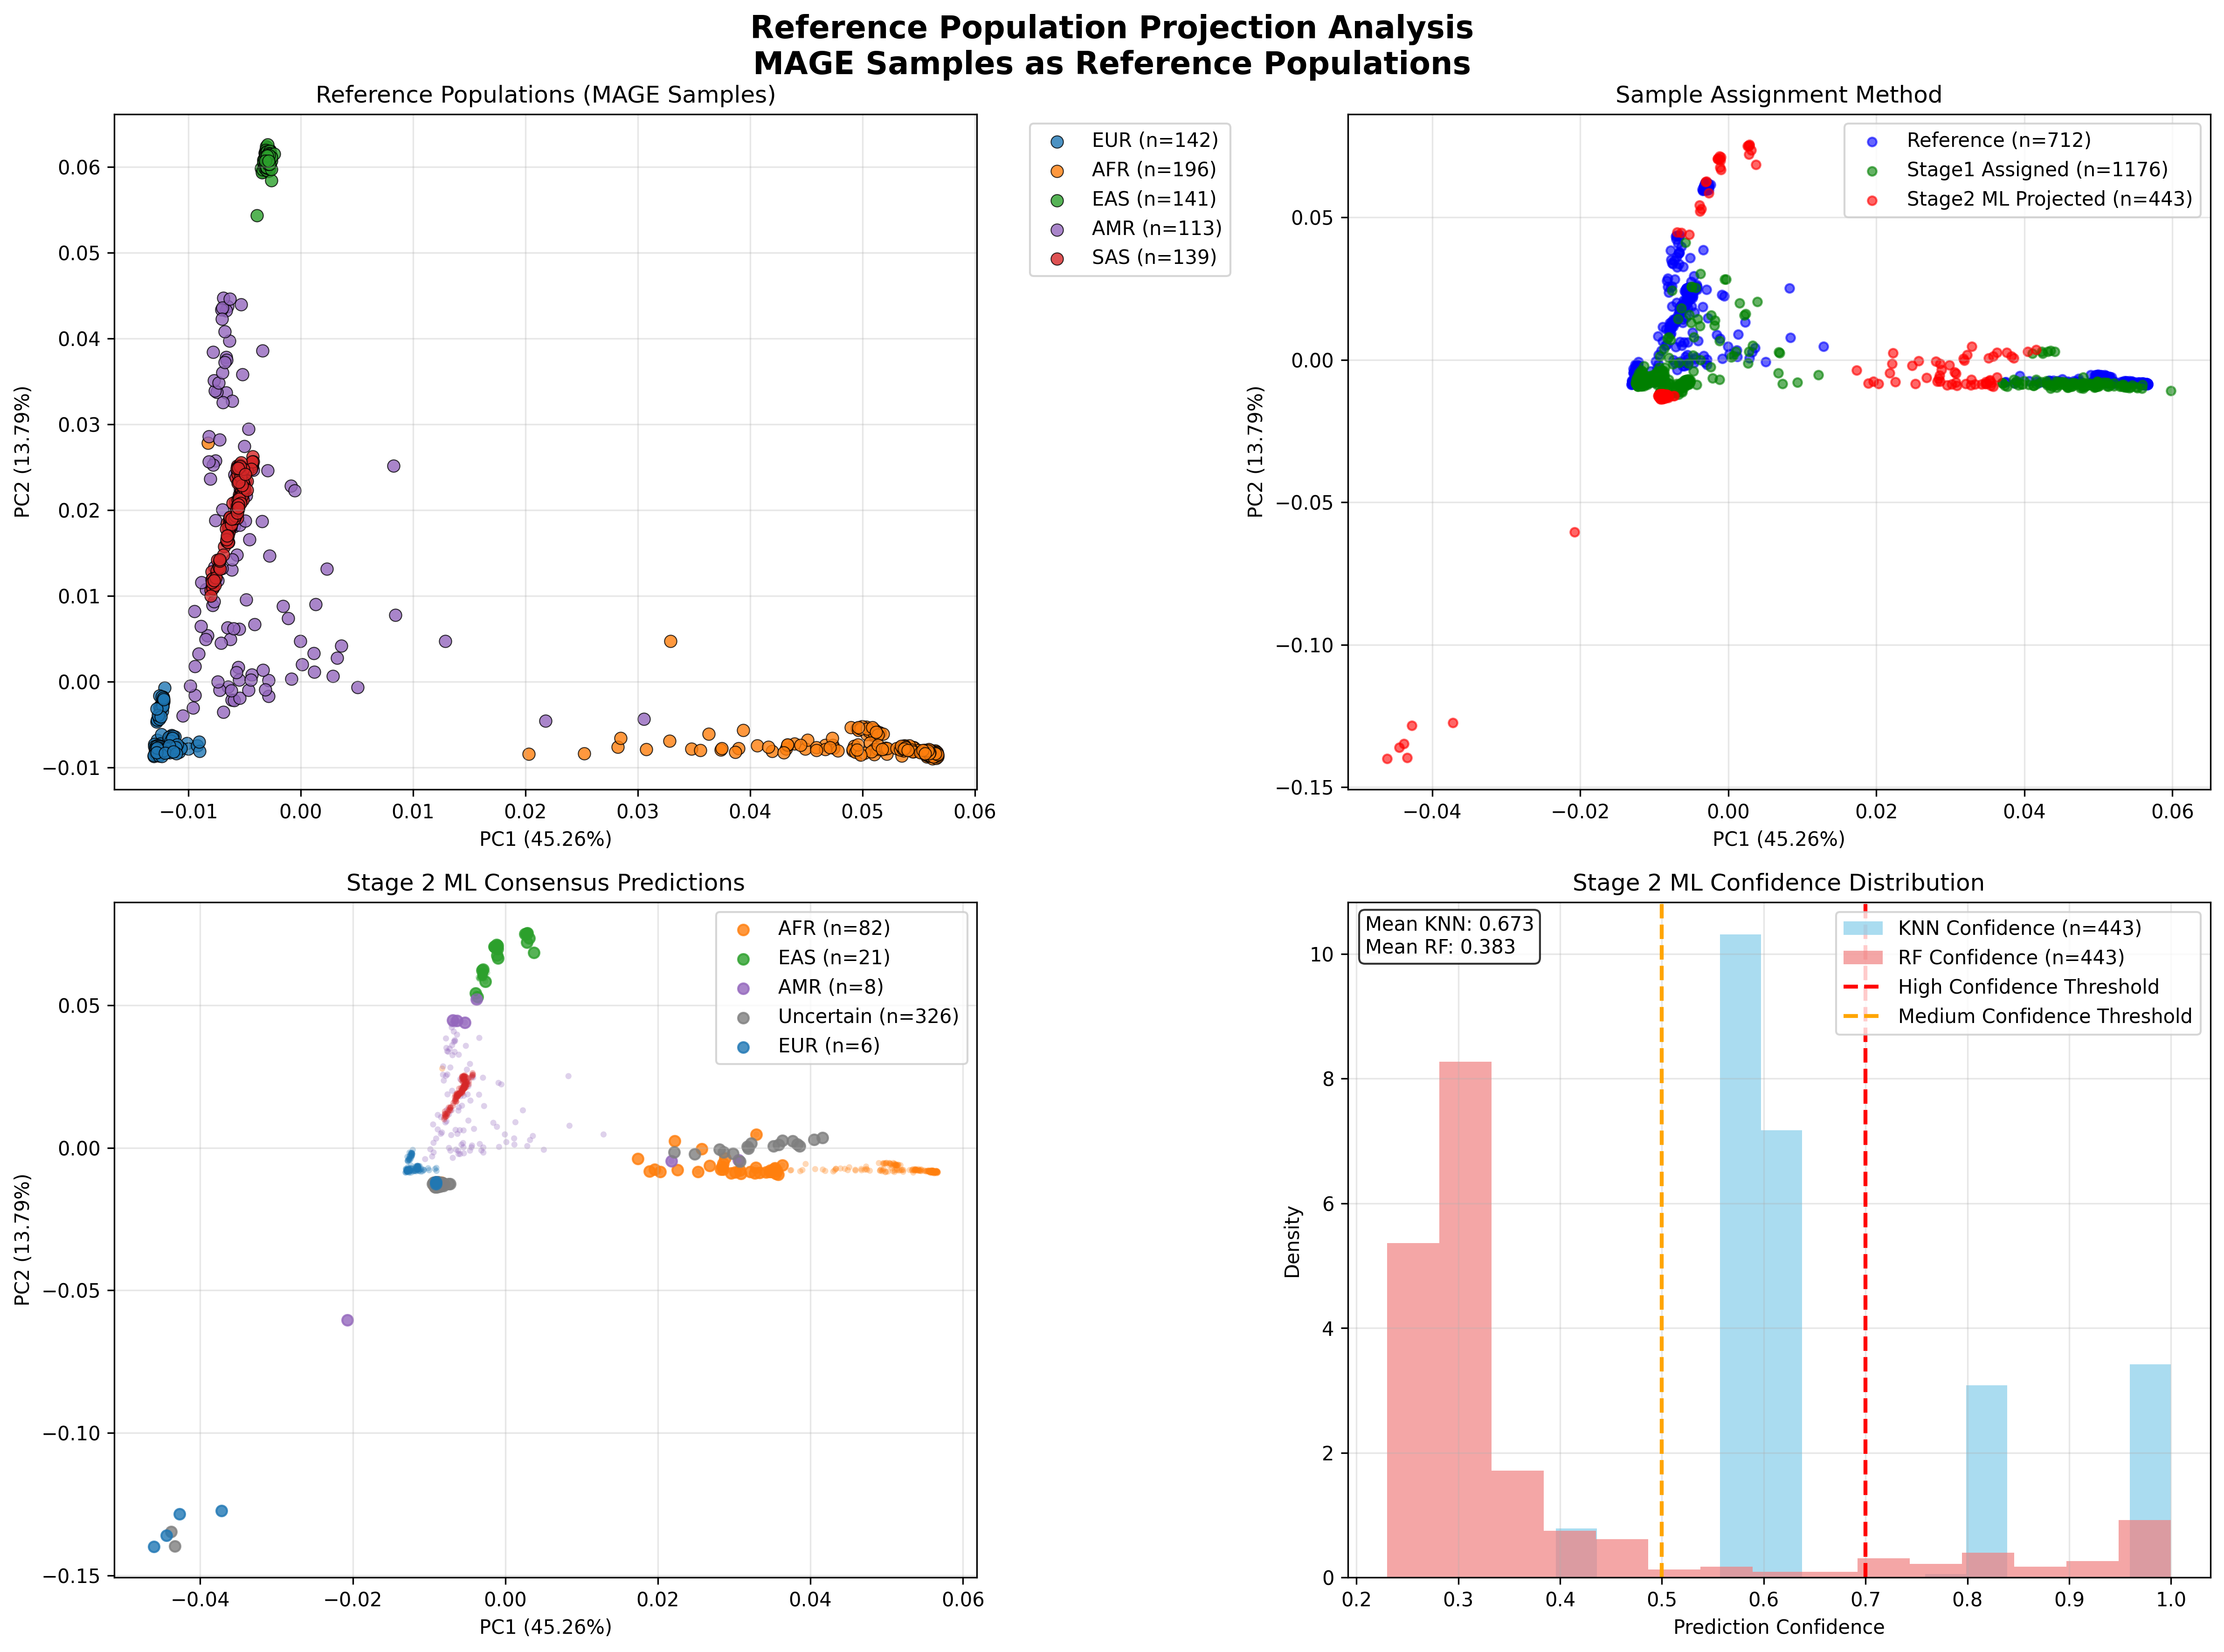 Reference Population Projection Analysis
MAGE Samples as Reference Populations
Reference Populations (MAGE Samples)
PC2 (13.79%)
0.06
0.05
0.04
0.03
0.02
0.01
0.00
−0.01
−0.01
0.00
0.01
0.02
0.03
0.04
0.05
0.06
PC1 (45.26%)
EUR (n=142)
AFR (n=196)
EAS (n=141)
AMR (n=113)
SAS (n=139)
Sample Assignment Method
PC2 (13.79%)
0.05
0.00
−0.05
−0.10
−0.15
−0.04
−0.02
0.00
0.02
0.04
0.06
PC1 (45.26%)
Reference (n=712)
Stage1 Assigned (n=1176)
Stage2 ML Projected (n=443)
Stage 2 ML Consensus Predictions
PC2 (13.79%)
0.05
0.00
−0.05
−0.10
−0.15
−0.04
−0.02
0.00
0.02
0.04
0.06
PC1 (45.26%)
AFR (n=82)
EAS (n=21)
AMR (n=8)
Uncertain (n=326)
EUR (n=6)
Stage 2 ML Confidence Distribution
Density
10
8
6
4
2
0
0.2
0.3
0.4
0.5
0.6
0.7
0.8
0.9
1.0
Prediction Confidence
Mean KNN: 0.673
Mean RF: 0.383
KNN Confidence (n=443)
RF Confidence (n=443)
High Confidence Threshold
Medium Confidence Threshold